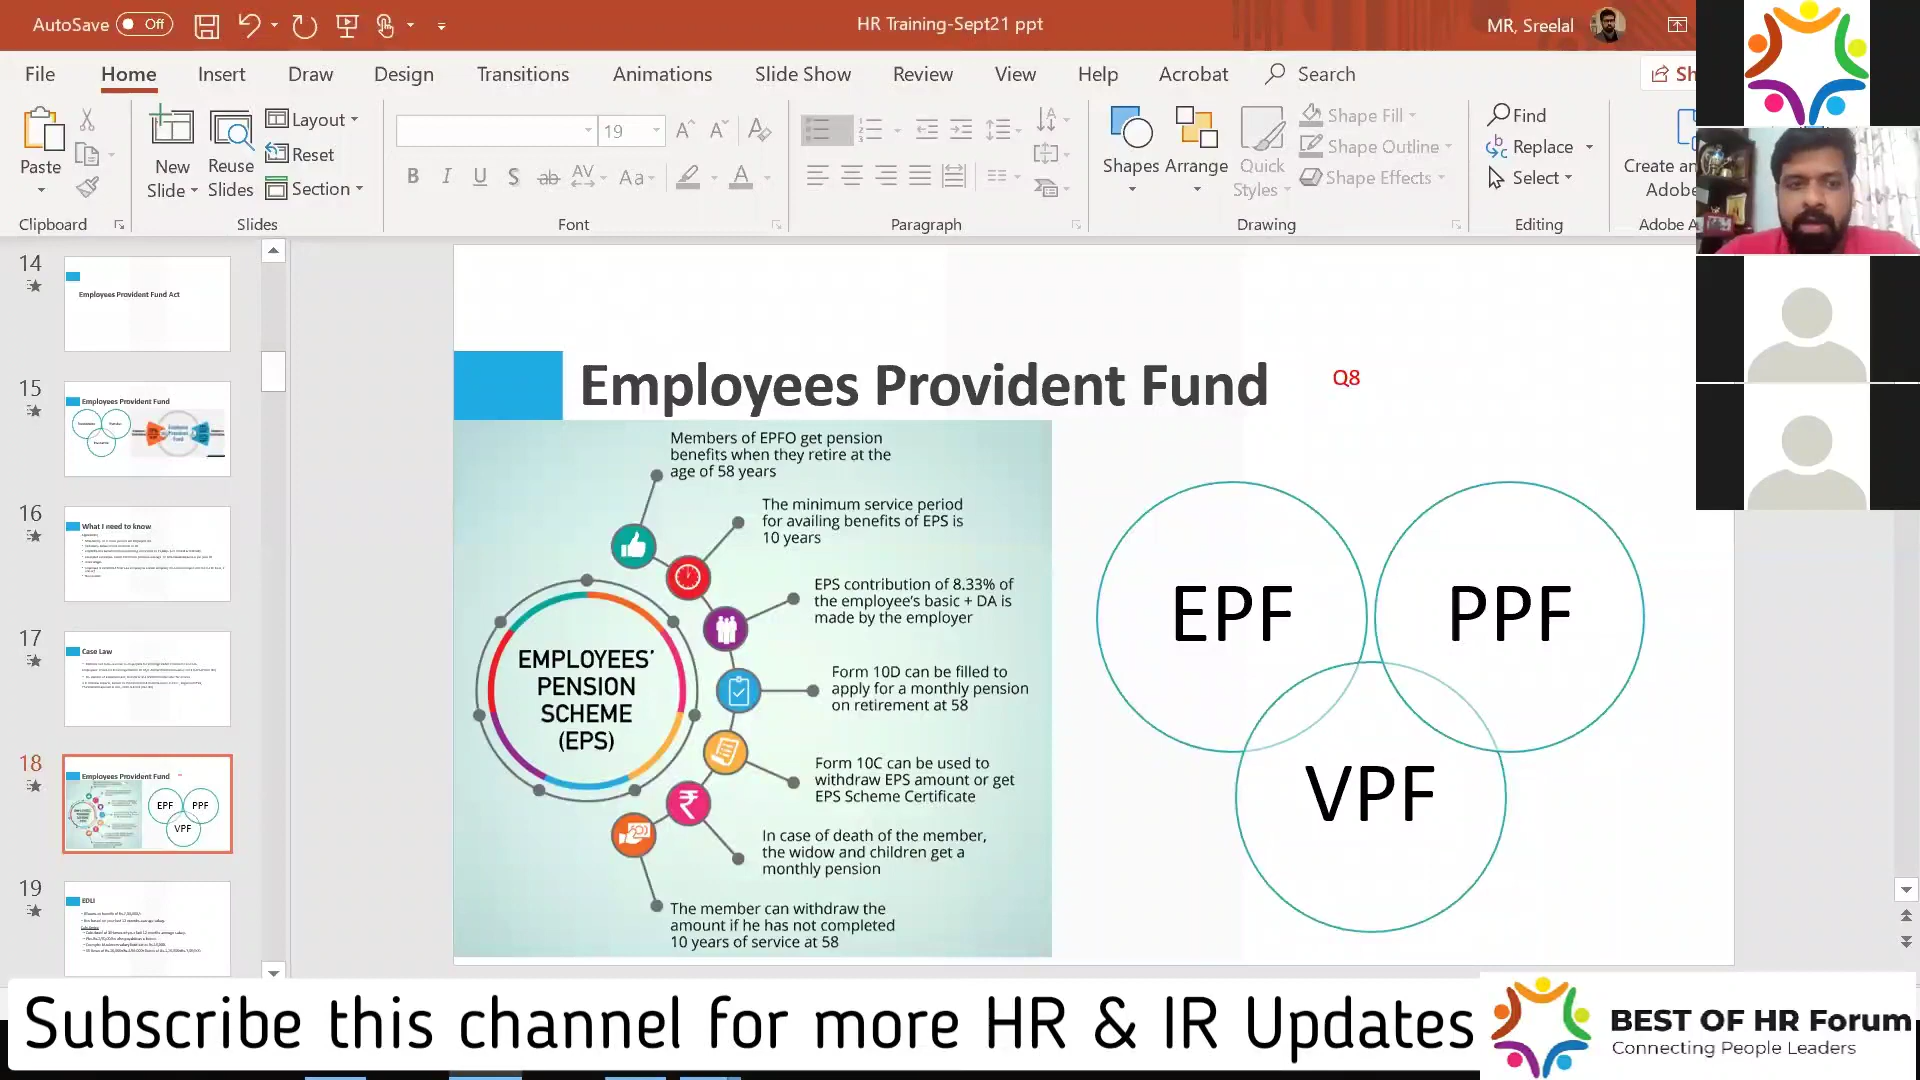 AutoSave Off
HR Training-Sept21 ppt
MR, Sreelal
File Home Insert Draw Design Transitions Animations Slide Show Review View Help Acrobat Search
Paste
New Slide
Reuse Slides
Layout
Reset
Section
19
B I U S ab AV Aa A
Shapes
Arrange
Quick Styles
Shape Fill
Shape Outline
Shape Effects
Find
Replace
Select
Clipboard
Slides
Font
Paragraph
Drawing
Editing
14
Employees Provident Fund Act
15
Employees Provident Fund
16
What I need to know
17
Case Law
18
Employees Provident Fund
EPF PPF
VPF
19
EDLI
Employees Provident Fund
Q8
Members of EPFO get pension
benefits when they retire at the
age of 58 years
The minimum service period
for availing benefits of EPS is
10 years
EPS contribution of 8.33% of
the employee's basic + DA is
made by the employer
EMPLOYEES'
PENSION
SCHEME
(EPS)
Form 10D can be filled to
apply for a monthly pension
on retirement at 58
Form 10C can be used to
withdraw EPS amount or get
EPS Scheme Certificate
In case of death of the member,
the widow and children get a
monthly pension
The member can withdraw the
amount if he has not completed
10 years of service at 58
EPF
PPF
VPF
Subscribe this channel for more HR & IR Updates
BEST OF HR Forum
Connecting People Leaders